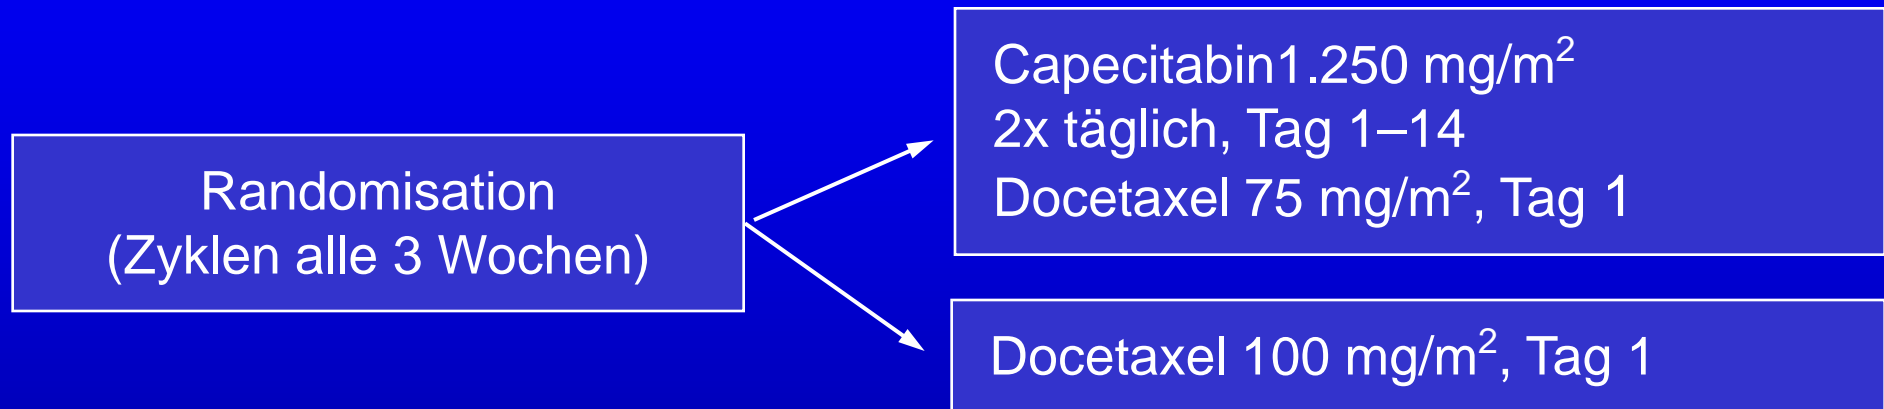 Randomisation
(Zyklen alle 3 Wochen)
Capecitabin1.250 mg/m²
2x täglich, Tag 1–14
Docetaxel 75 mg/m², Tag 1
Docetaxel 100 mg/m², Tag 1